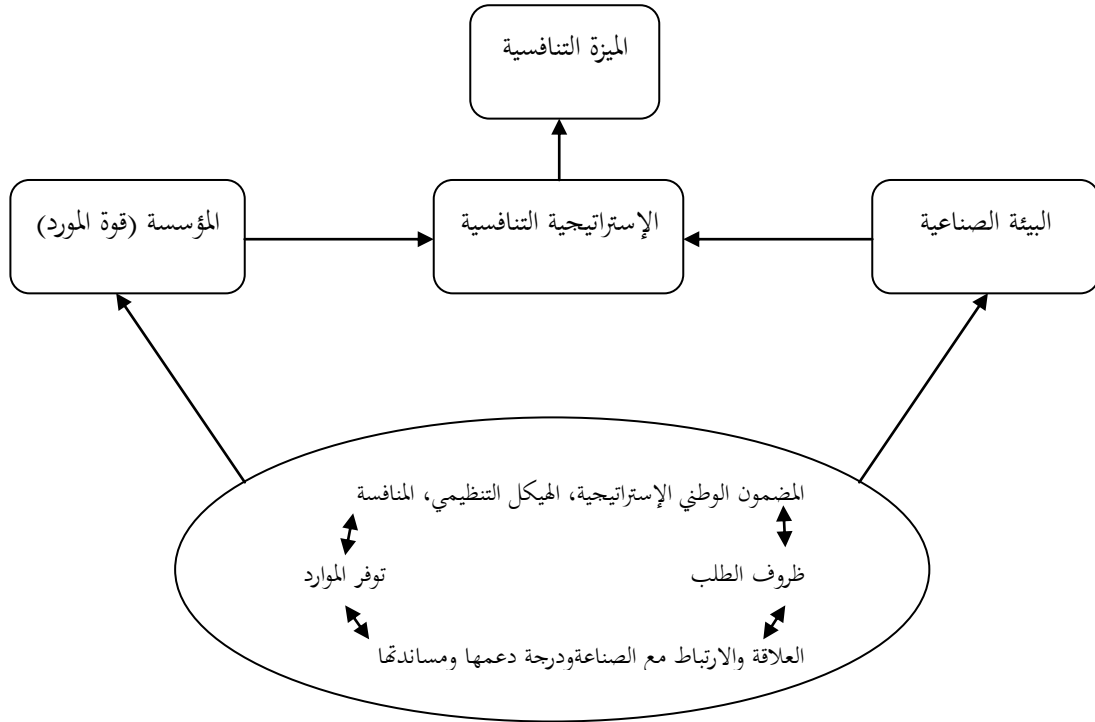 الميزة التنافسية
البيئة الصناعية
الإستراتيجية التنافسية
المؤسسة (قوة المورد)
المضمون الوطني الإستراتيجية، الهيكل التنظيمي، المنافسة
ظروف الطلب
توفر الموارد
العلاقة والارتباط مع الصناعةودرجة دعمها ومساندتها